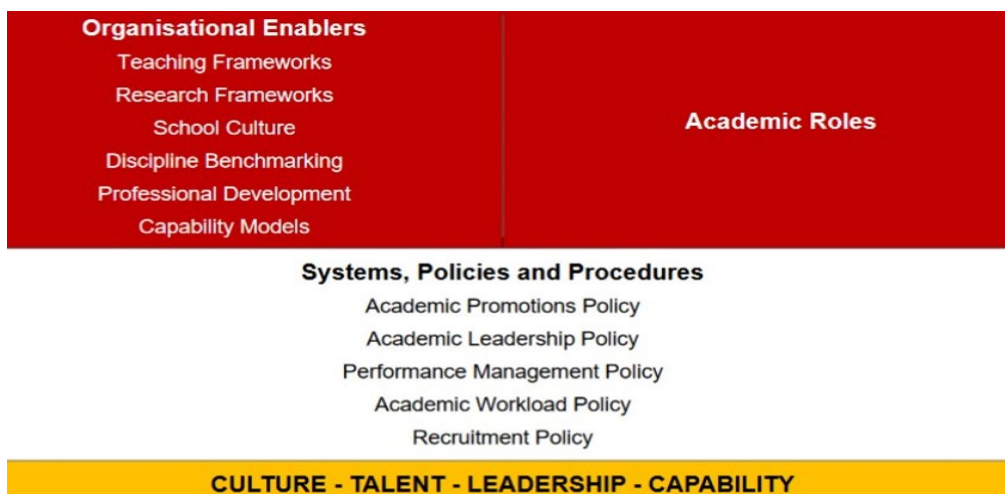 Organisational Enablers
Teaching Frameworks
Research Frameworks
School Culture
Discipline Benchmarking
Professional Development
Capability Models
Academic Roles
Systems, Policies and Procedures
Academic Promotions Policy
Academic Leadership Policy
Performance Management Policy
Academic Workload Policy
Recruitment Policy
CULTURE - TALENT - LEADERSHIP - CAPABILITY